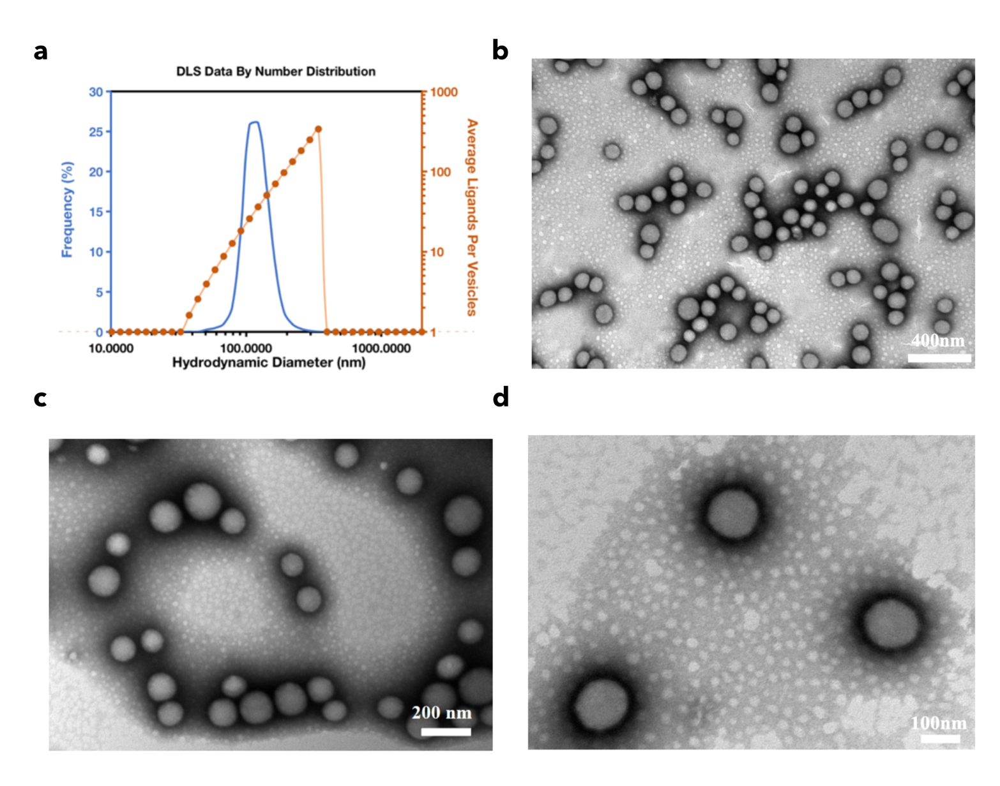 a
b
DLS Data By Number Distribution
30
25
20
15
10
5
0
Frequency (%)
1000
100
10
1
Average Ligands Per Vesicles
10.0000 100.0000 1000.0000
Hydrodynamic Diameter (nm)
400nm
c
d
200 nm
100nm